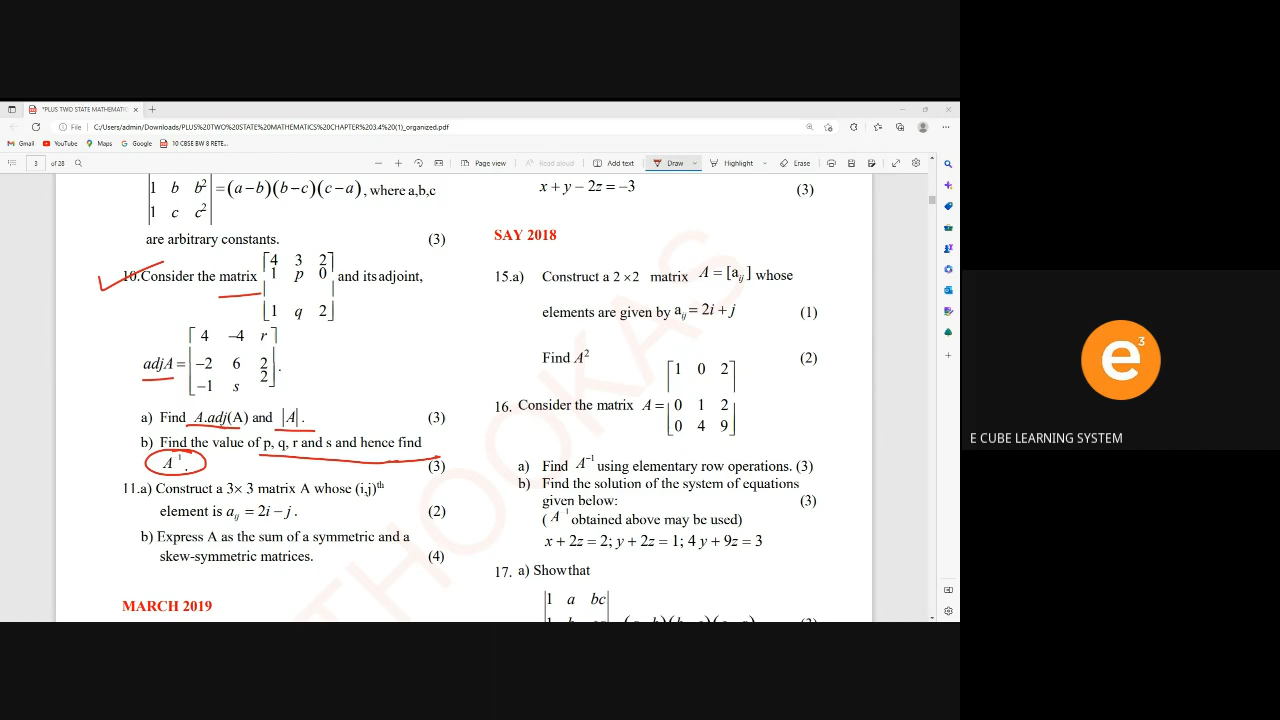 *PLUS TWO STATE MATHEMATIC
File
C:/Users/admin/Downloads/PLUS%20TWO%20STATE%20MATHEMATICS%20CHAPTER%203.4%20(1)_organized.pdf
Gmail YouTube Maps Google 10 CBSE BW 8 RETE...
3 of 28 Page view Read aloud Add text Draw Highlight Erase
|1 b b²| = (a−b)(b−c)(c−a), where a,b,c
|1 c c²|
are arbitrary constants. (3)
10. Consider the matrix [4 3 2; 1 p 0; 1 q 2] and its adjoint,
adjA = [4 −4 r; −2 6 2; −1 s 2].
a) Find A.adj(A) and |A|. (3)
b) Find the value of p, q, r and s and hence find
A⁻¹. (3)
11.a) Construct a 3×3 matrix A whose (i,j)th
element is aij = 2i − j. (2)
b) Express A as the sum of a symmetric and a
skew-symmetric matrices. (4)
MARCH 2019
x + y − 2z = −3 (3)
SAY 2018
15.a) Construct a 2×2 matrix A = [aij] whose
elements are given by aij = 2i + j (1)
Find A² (2)
16. Consider the matrix A = [1 0 2; 0 1 2; 0 4 9]
a) Find A⁻¹ using elementary row operations. (3)
b) Find the solution of the system of equations
given below: (3)
( A⁻¹ obtained above may be used)
x + 2z = 2; y + 2z = 1; 4y + 9z = 3
17. a) Show that
|1 a bc|
e3
E CUBE LEARNING SYSTEM